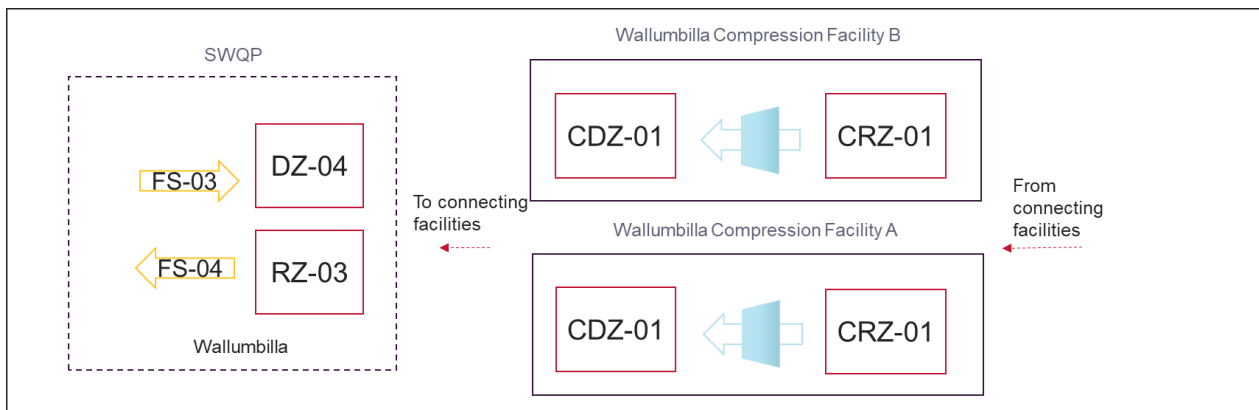 SWQP
FS-03
DZ-04
FS-04
RZ-03
Wallumbilla
To connecting
facilities
Wallumbilla Compression Facility B
CDZ-01
CRZ-01
Wallumbilla Compression Facility A
CDZ-01
CRZ-01
From
connecting
facilities